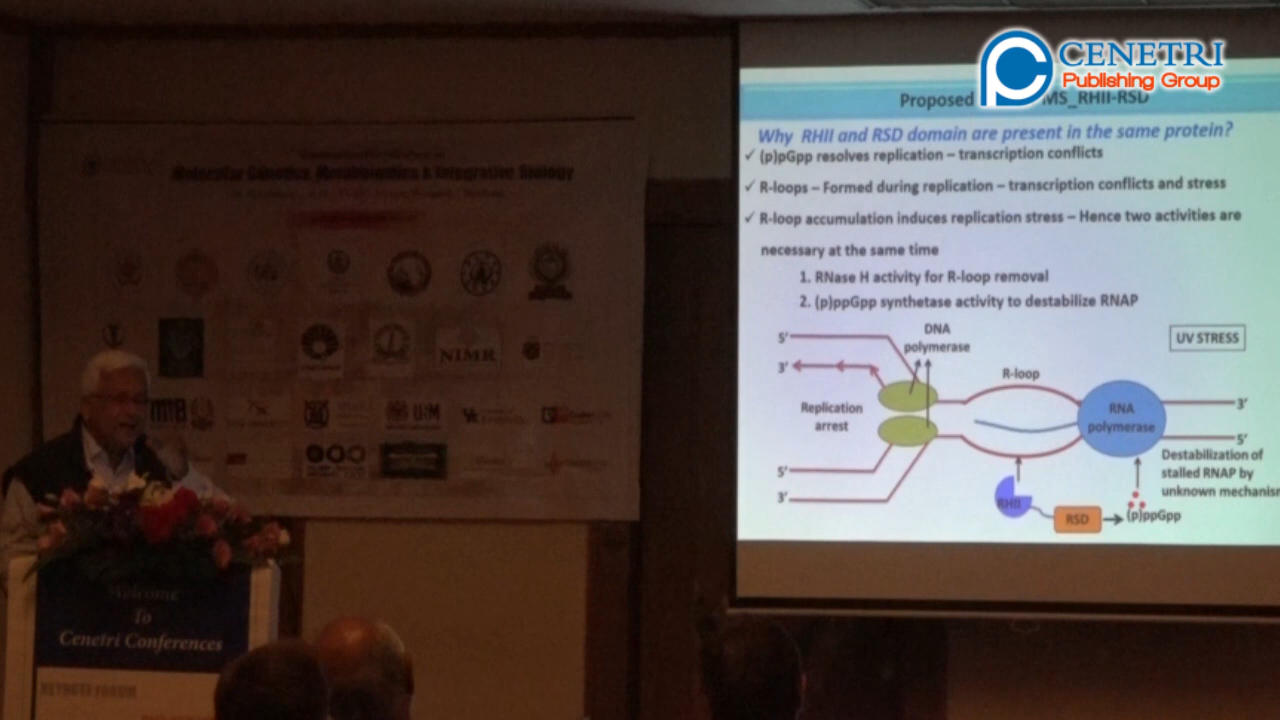 CENETRI
Publishing Group
Proposed
MS_RHII-RSD
Why RHII and RSD domain are present in the same protein?
✓ (p)pGpp resolves replication – transcription conflicts
✓ R-loops – Formed during replication – transcription conflicts and stress
✓ R-loop accumulation induces replication stress – Hence two activities are
necessary at the same time
1. RNase H activity for R-loop removal
2. (p)ppGpp synthetase activity to destabilize RNAP
5'
3'
DNA
polymerase
UV STRESS
R-loop
Replication
arrest
RNA
polymerase
3'
5'
5'
3'
Destabilization of
stalled RNAP by
unknown mechanism
RHII
RSD
(p)ppGpp
Molecular Genetics, Metabolomics & Integrative Biology
NIMR
Welcome
To
Cenetri Conferences
KEYNOTE FORUM